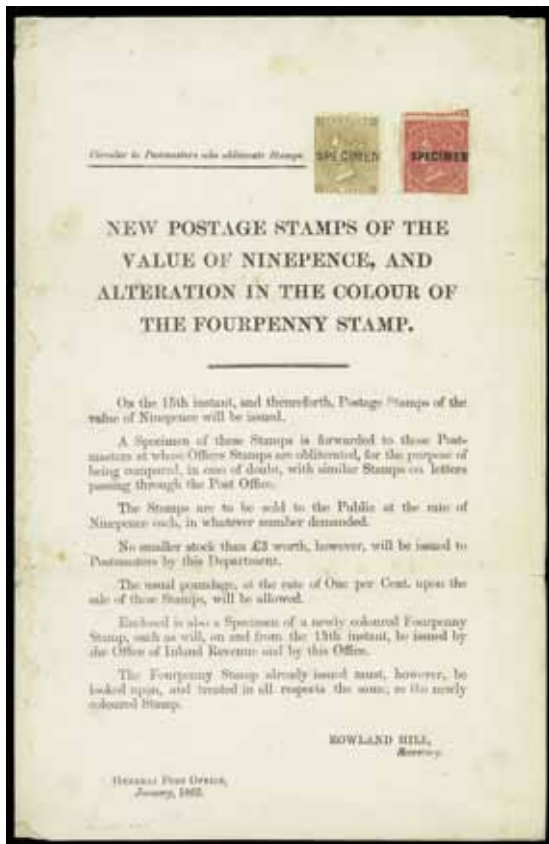 SPECIMEN SPECIMEN
Circular to Postmasters who obliterate Stamps.
NEW POSTAGE STAMPS OF THE
VALUE OF NINEPENCE, AND
ALTERATION IN THE COLOUR OF
THE FOURPENNY STAMP.
On the 15th instant, and thenceforth, Postage Stamps of the
value of Ninepence will be issued.
A Specimen of these Stamps is forwarded to those Post-
masters at whose Offices Stamps are obliterated, for the purpose of
being compared, in case of doubt, with similar Stamps on letters
passing through the Post Office.
The Stamps are to be sold to the Public at the rate of
Ninepence each, in whatever number demanded.
No smaller stock than £3 worth, however, will be issued to
Postmasters by this Department.
The usual poundage, at the rate of One per Cent. upon the
sale of these Stamps, will be allowed.
Enclosed is also a Specimen of a newly coloured Fourpenny
Stamp, such as will, on and from the 15th instant, be issued by
the Office of Inland Revenue and by this Office.
The Fourpenny Stamp already issued must, however, be
looked upon, and treated in all respects the same, as the newly
coloured Stamp.
ROWLAND HILL,
Secretary.
GENERAL POST OFFICE,
January, 1862.